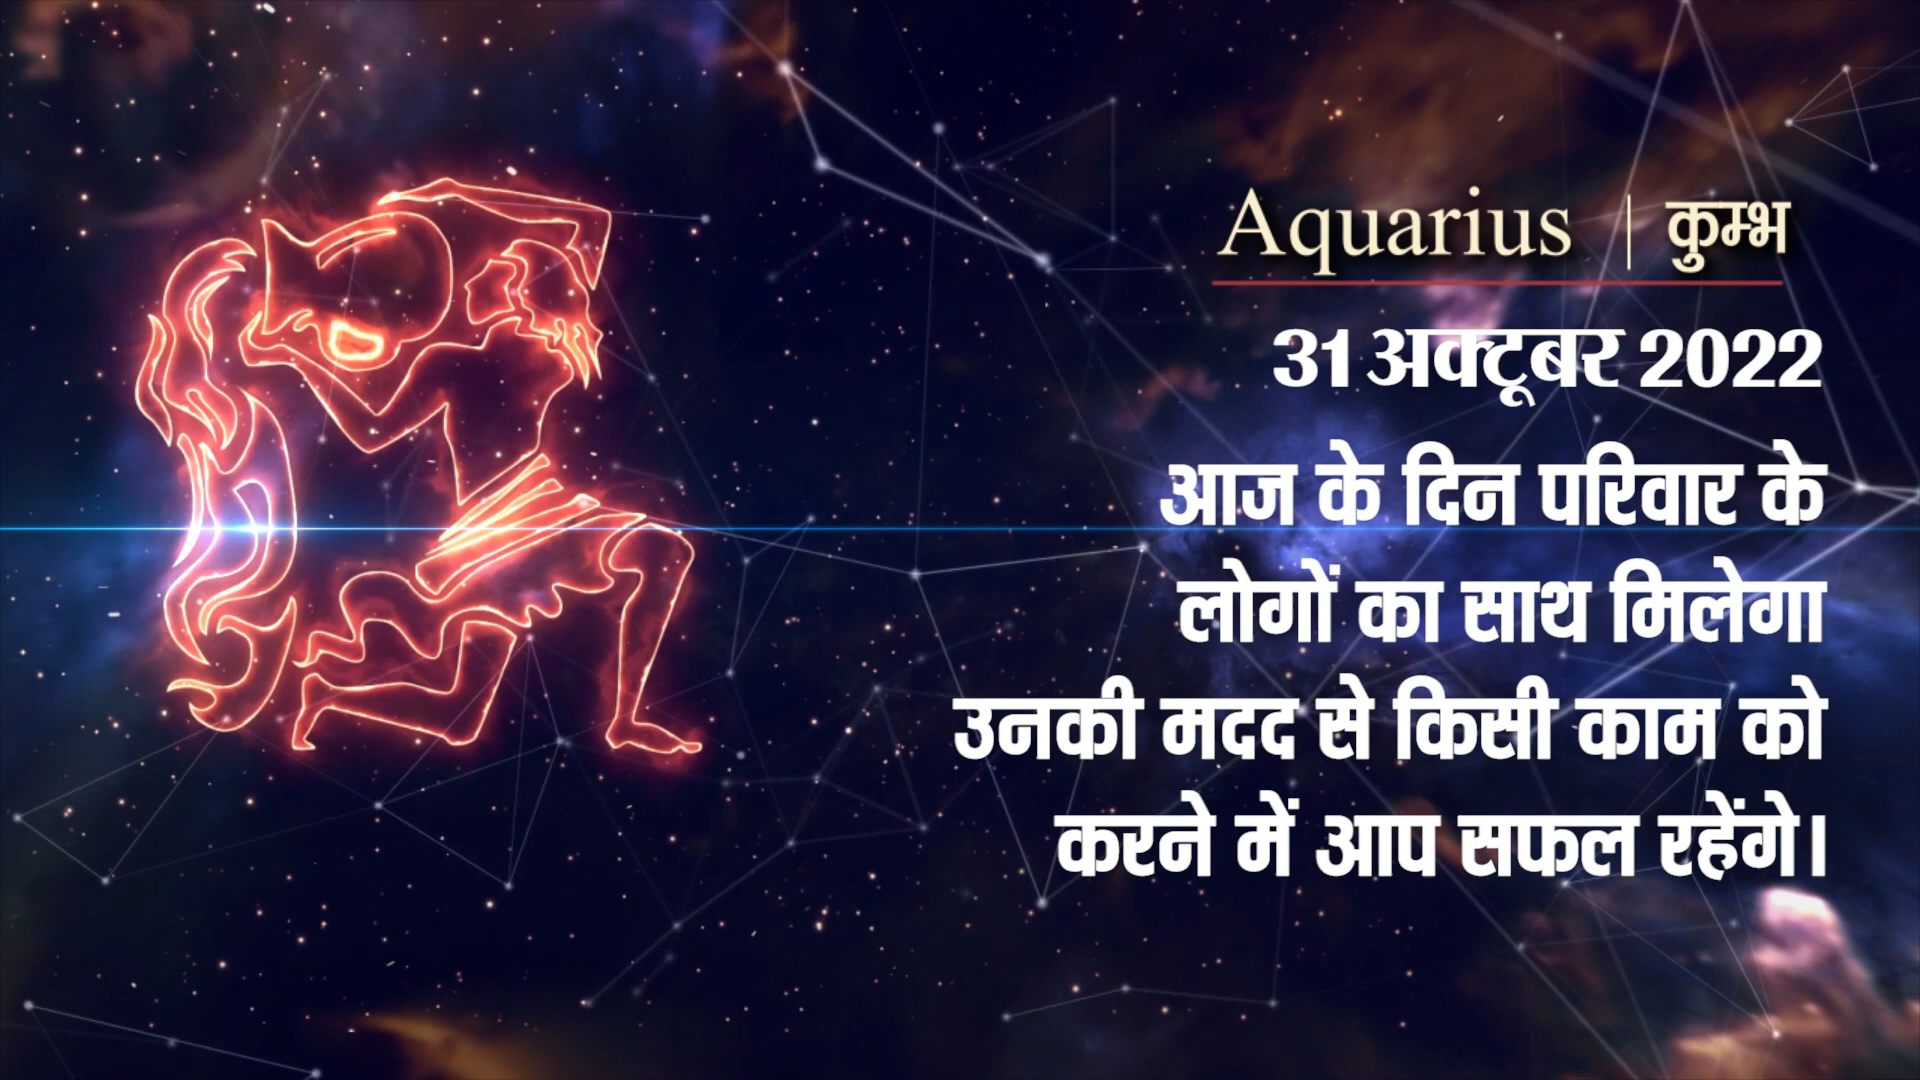 Aquarius | कुम्भ
31 अक्टूबर 2022
आज के दिन परिवार के
लोगों का साथ मिलेगा
उनकी मदद से किसी काम को
करने में आप सफल रहेंगे।